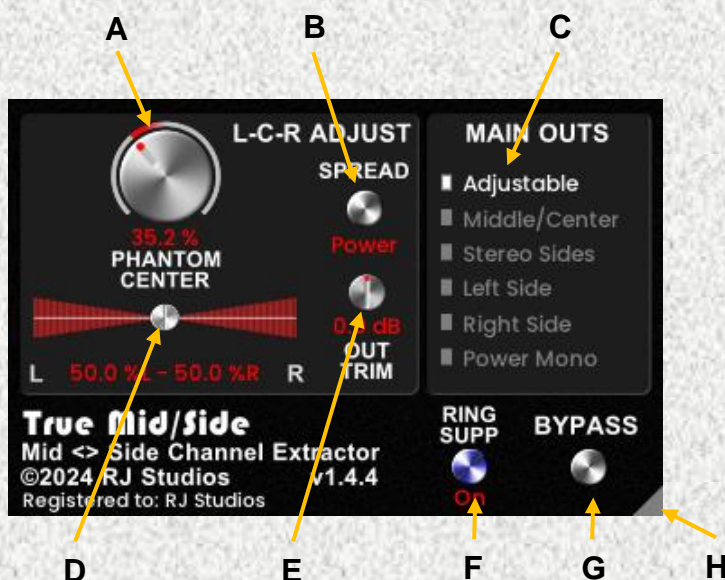 A
B
C
L-C-R ADJUST
MAIN OUTS
SPREAD
Adjustable
Middle/Center
Stereo Sides
Left Side
Right Side
Power Mono
Power
35.2 %
PHANTOM
CENTER
dB
OUT
TRIM
L 50.0 %L - 50.0 %R R
True Mid/Side
Mid <> Side Channel Extractor
©2024 RJ Studios v1.4.4
Registered to: RJ Studios
RING
SUPP
On
BYPASS
D
E
F
G
H